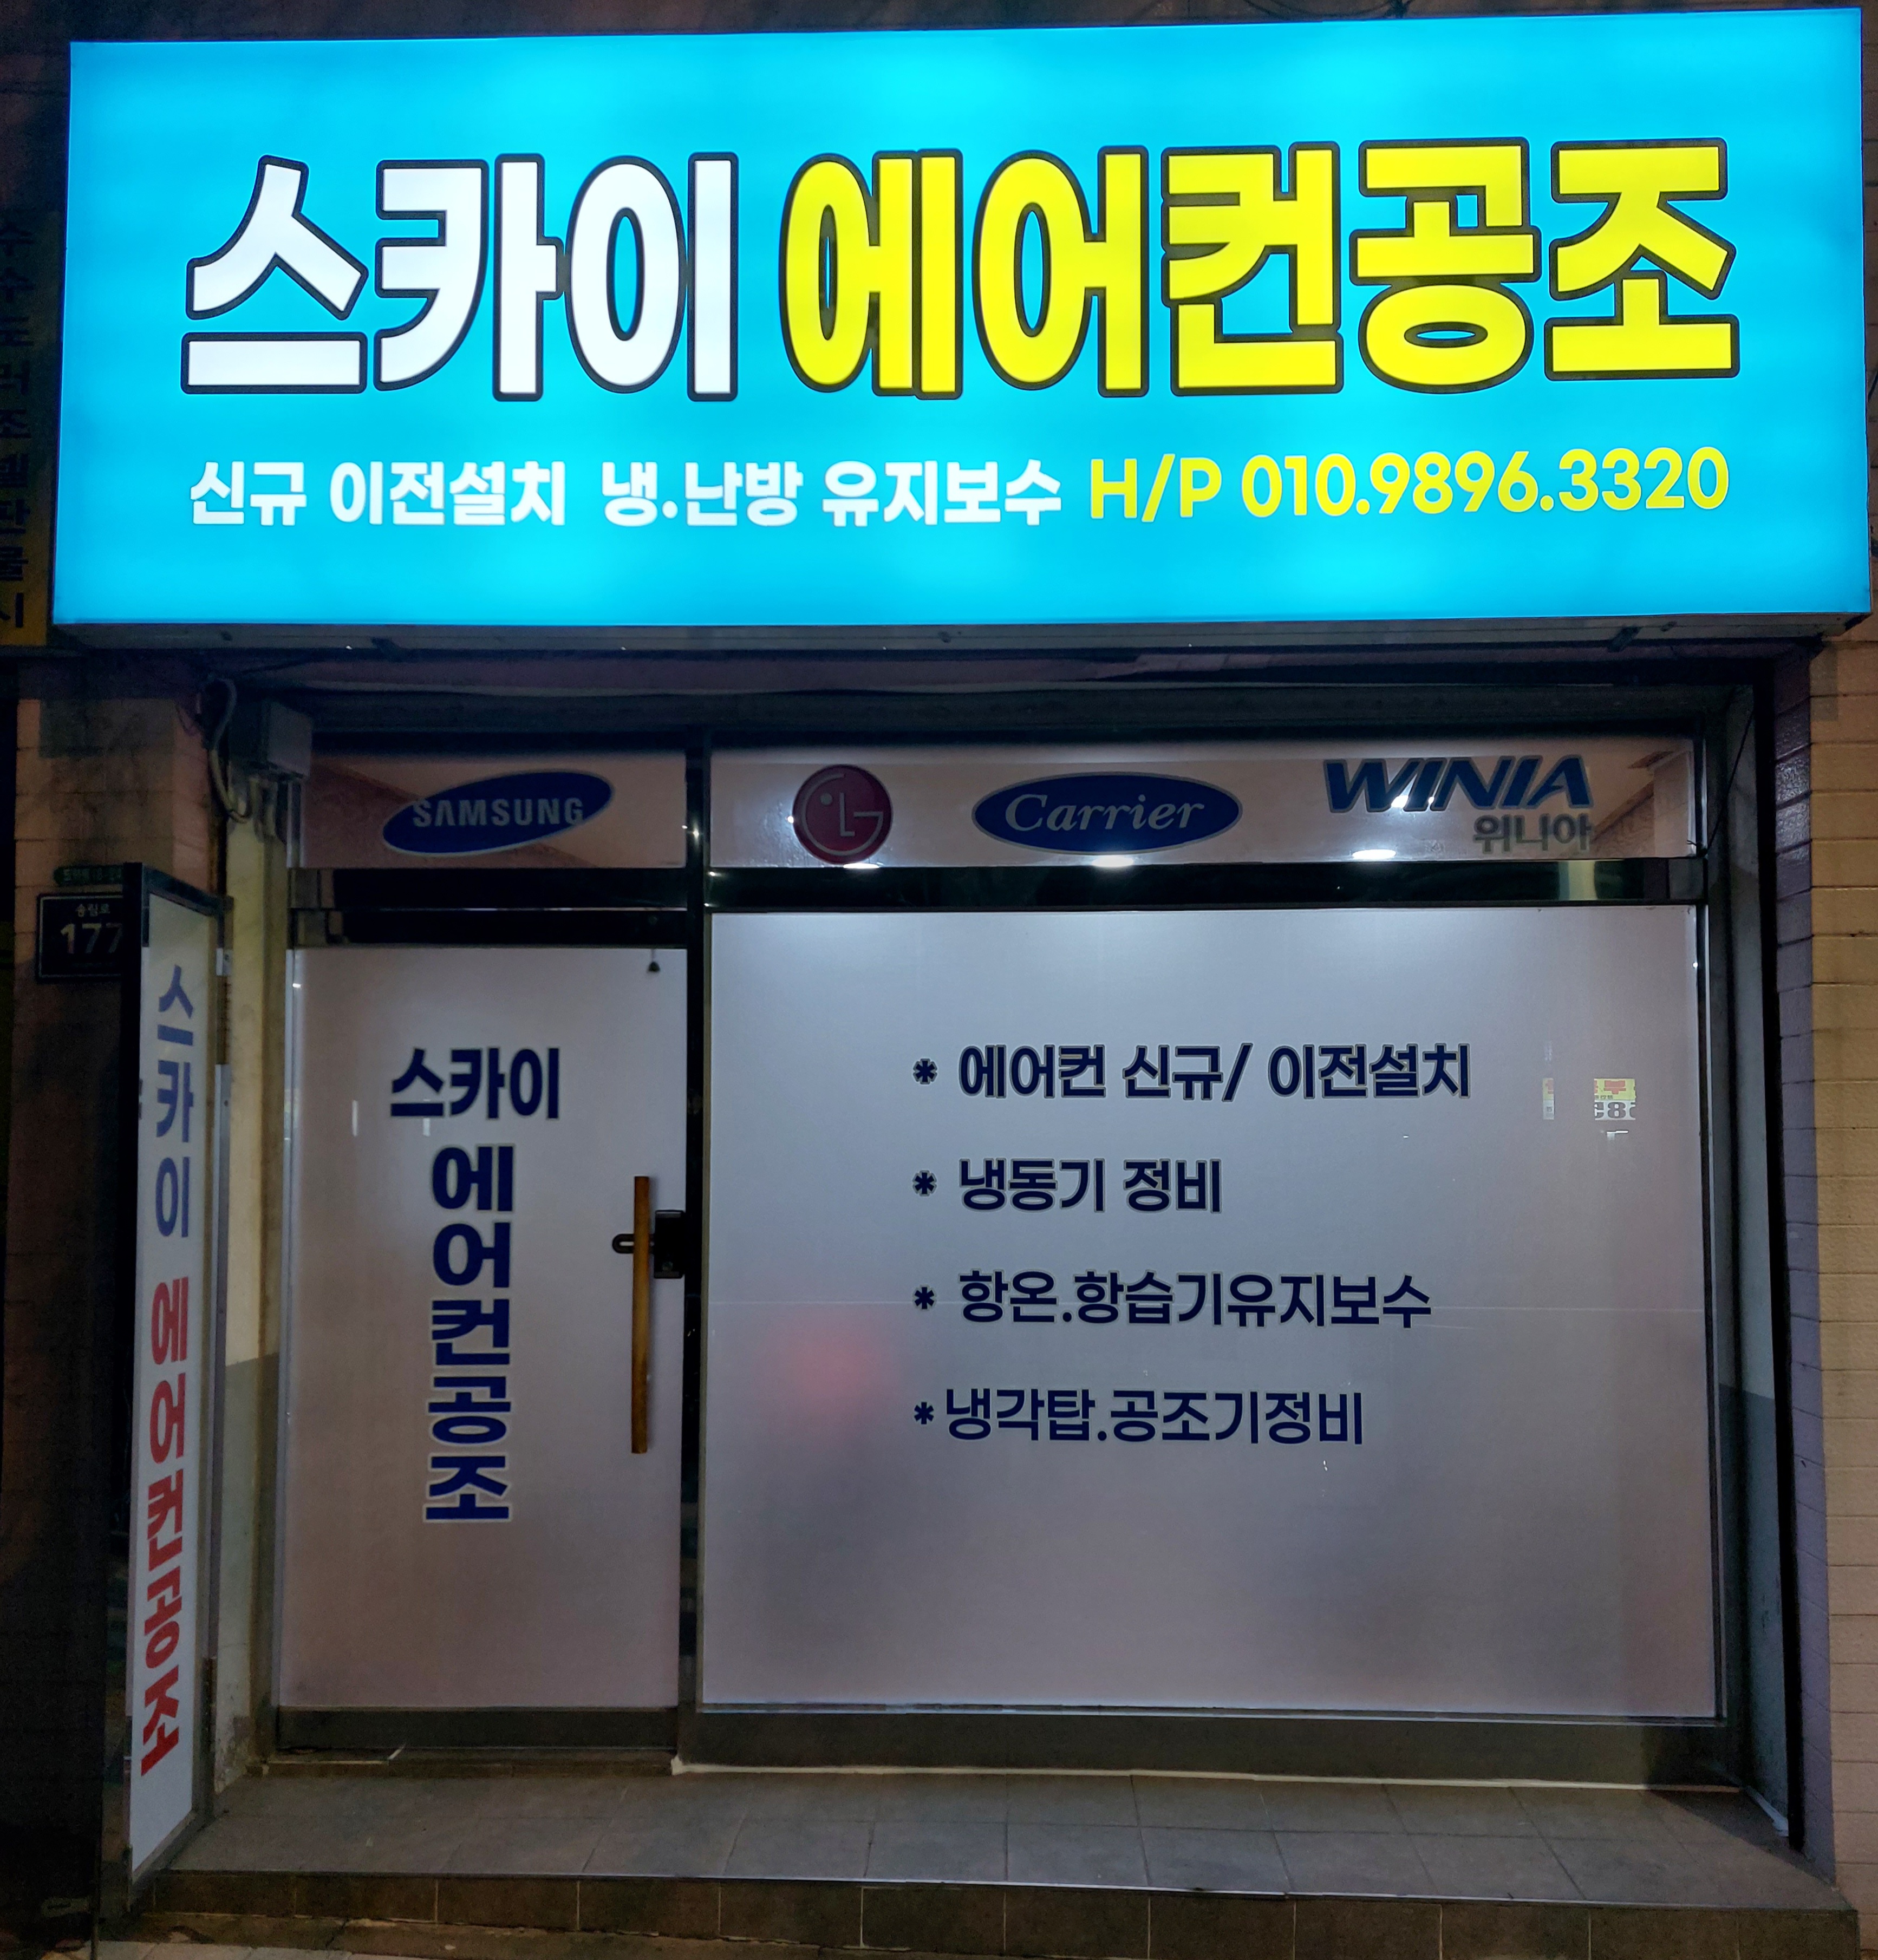 스카이 에어컨공조
신규 이전설치 냉.난방 유지보수 H/P 010.9896.3320
SAMSUNG
LG
Carrier
WINIA
위니아
송림로
177
스카이 에어컨공조
스카이
에어컨공조
* 에어컨 신규/ 이전설치
* 냉동기 정비
* 항온.항습기유지보수
*냉각탑.공조기정비